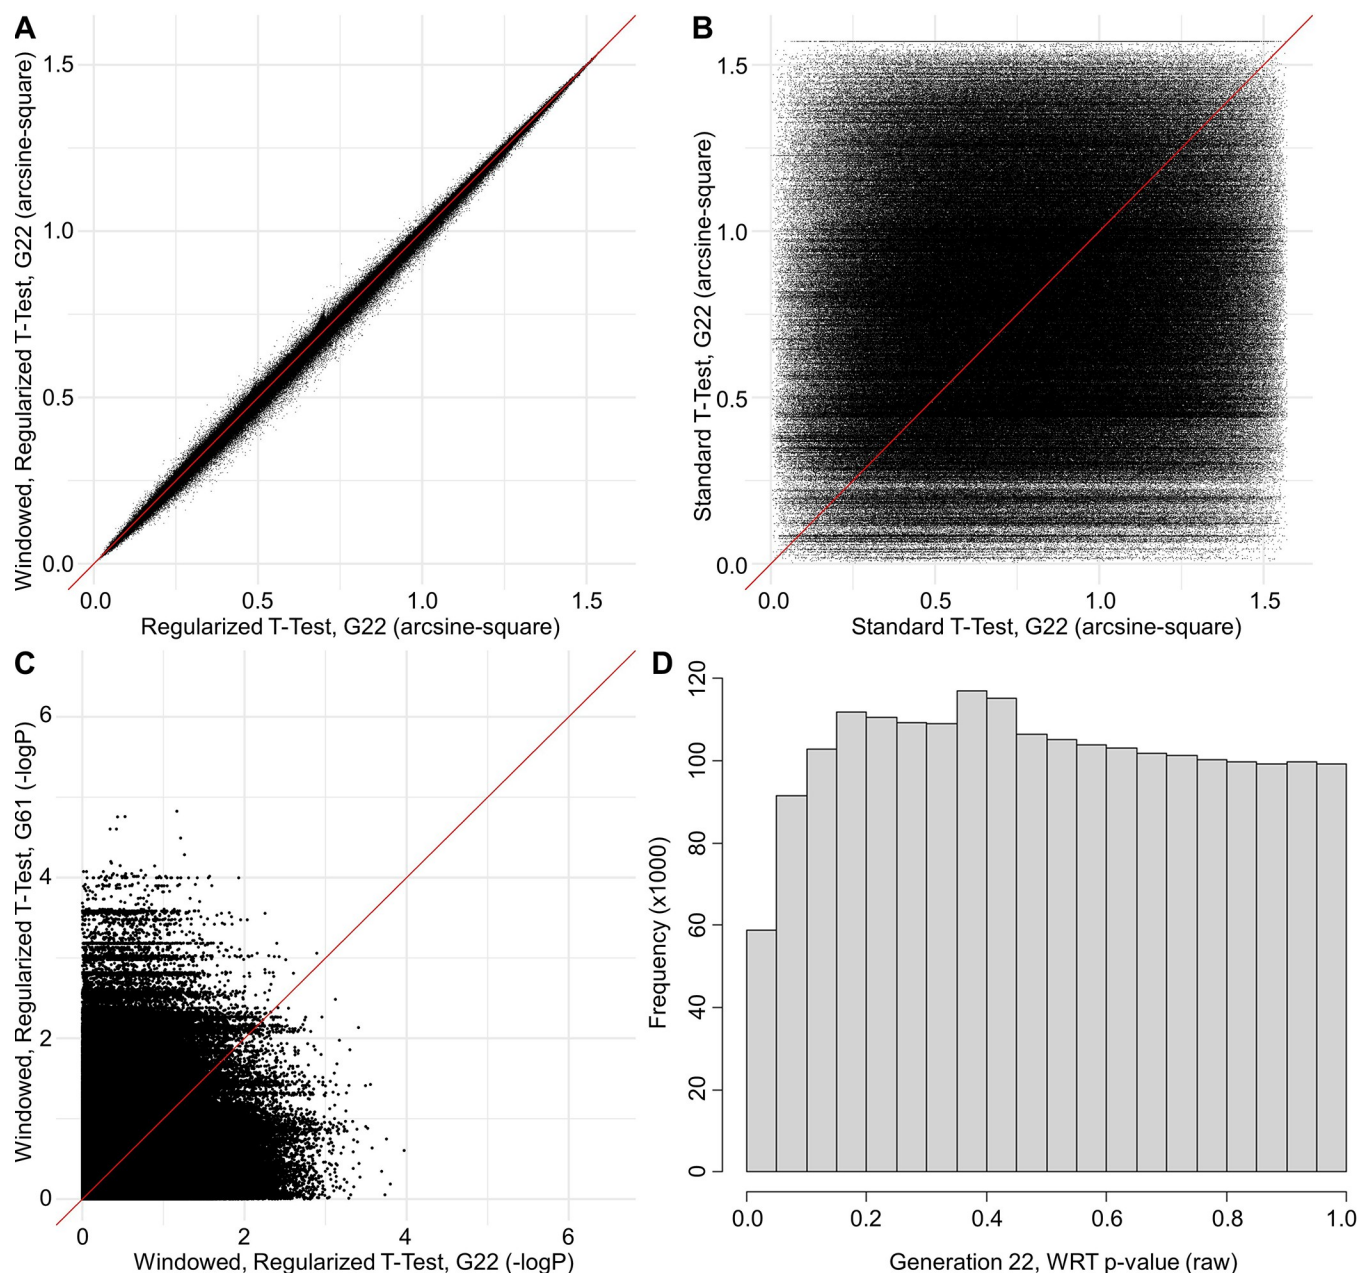 A
Windowed, Regularized T-Test, G22 (arcsine-square)
1.5
1.0
0.5
0.0
0.0 0.5 1.0 1.5
Regularized T-Test, G22 (arcsine-square)
B
Standard T-Test, G22 (arcsine-square)
1.5
1.0
0.5
0.0
0.0 0.5 1.0 1.5
Standard T-Test, G22 (arcsine-square)
C
Windowed, Regularized T-Test, G61 (-logP)
6
4
2
0
0 2 4 6
Windowed, Regularized T-Test, G22 (-logP)
D
Frequency (x1000)
120
100
80
60
40
20
0
0.0 0.2 0.4 0.6 0.8 1.0
Generation 22, WRT p-value (raw)